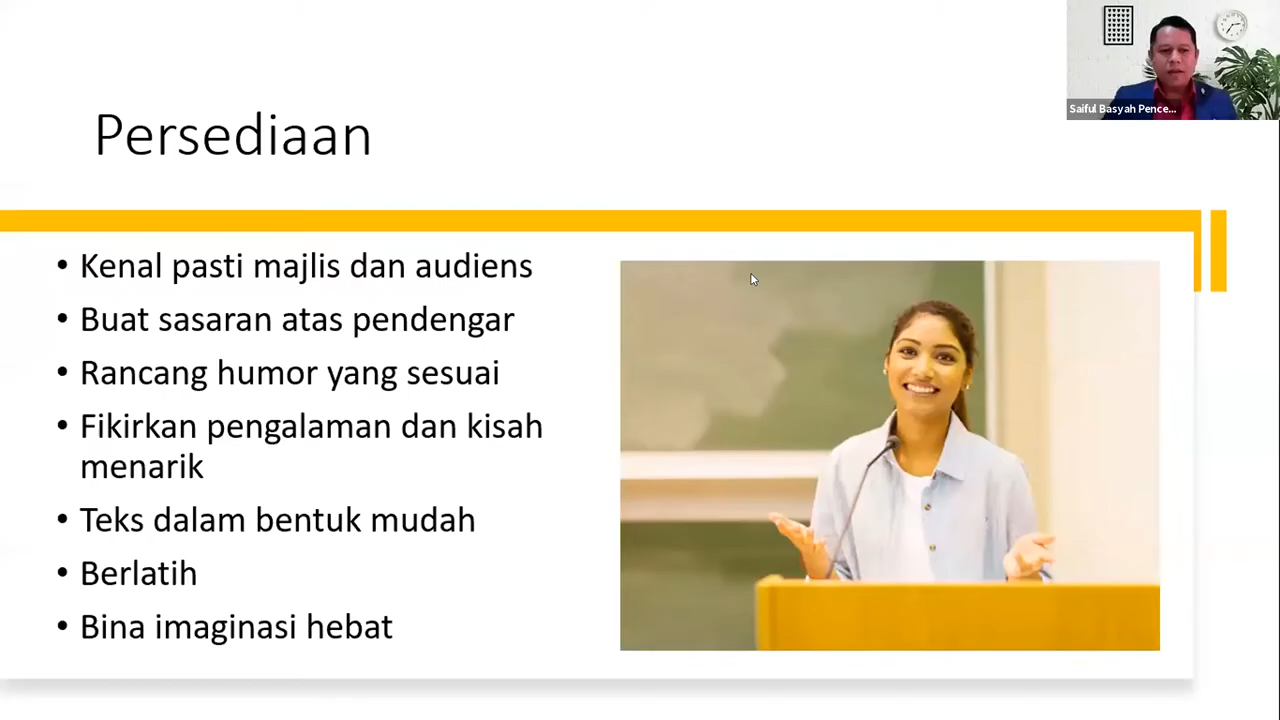 Saiful Basyah Pence...
Persediaan
• Kenal pasti majlis dan audiens
• Buat sasaran atas pendengar
• Rancang humor yang sesuai
• Fikirkan pengalaman dan kisah
menarik
• Teks dalam bentuk mudah
• Berlatih
• Bina imaginasi hebat